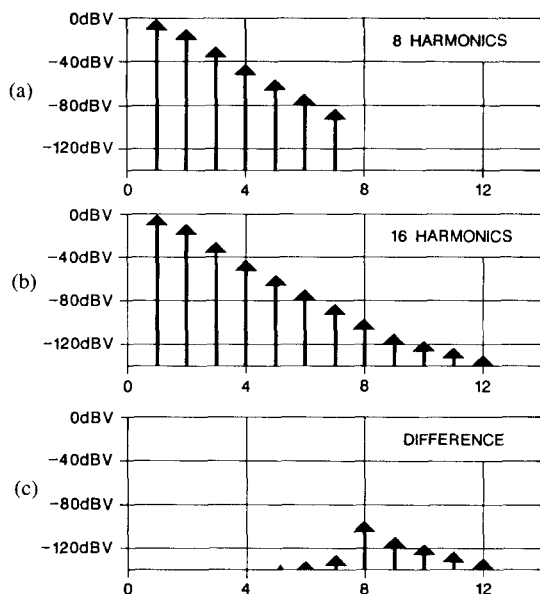 0dBV
8 HARMONICS
-40dBV
(a)
-80dBV
-120dBV
0 4 8 12
0dBV
16 HARMONICS
-40dBV
(b)
-80dBV
-120dBV
0 4 8 12
0dBV
DIFFERENCE
-40dBV
(c)
-80dBV
-120dBV
0 4 8 12